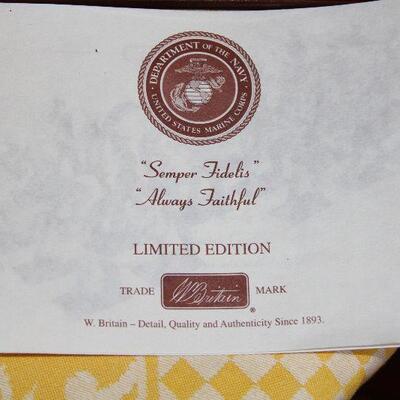 DEPARTMENT OF THE NAVY
UNITED STATES MARINE CORPS
"Semper Fidelis"
"Always Faithful"
LIMITED EDITION
TRADE W. Britain MARK
®
W. Britain – Detail, Quality and Authenticity Since 1893.